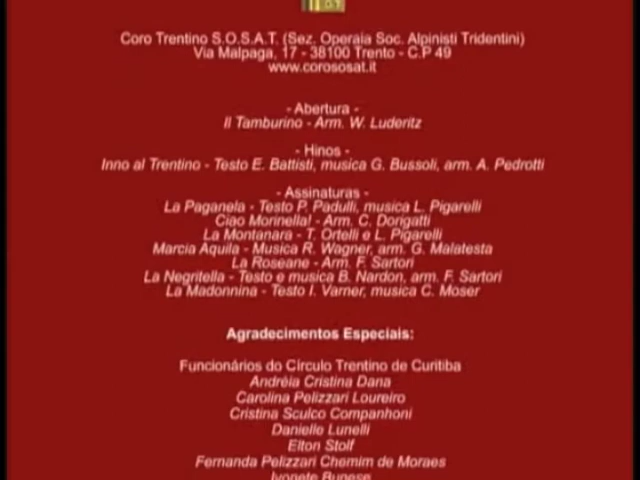 Coro Trentino S.O.S.A.T. (Sez. Operaia Soc. Alpinisti Tridentini)
Via Malpaga, 17 - 38100 Trento - C.P 49
www.corososat.it
- Abertura -
Il Tamburino - Arm. W. Luderitz
- Hinos -
Inno al Trentino - Testo E. Battisti, musica G. Bussoli, arm. A. Pedrotti
- Assinaturas -
La Paganela - Testo P. Padulli, musica L. Pigarelli
Ciao Morinella! - Arm. C. Dorigatti
La Montanara - T. Ortelli e L. Pigarelli
Marcia Aquila - Musica R. Wagner, arm. G. Malatesta
La Roseane - Arm. F. Sartori
La Negritella - Testo e musica B. Nardon, arm. F. Sartori
La Madonnina - Testo I. Varner, musica C. Moser
Agradecimentos Especiais:
Funcionários do Círculo Trentino de Curitiba
Andréia Cristina Dana
Carolina Pelizzari Loureiro
Cristina Sculco Companhoni
Danielle Lunelli
Elton Stolf
Fernanda Pelizzari Chemim de Moraes